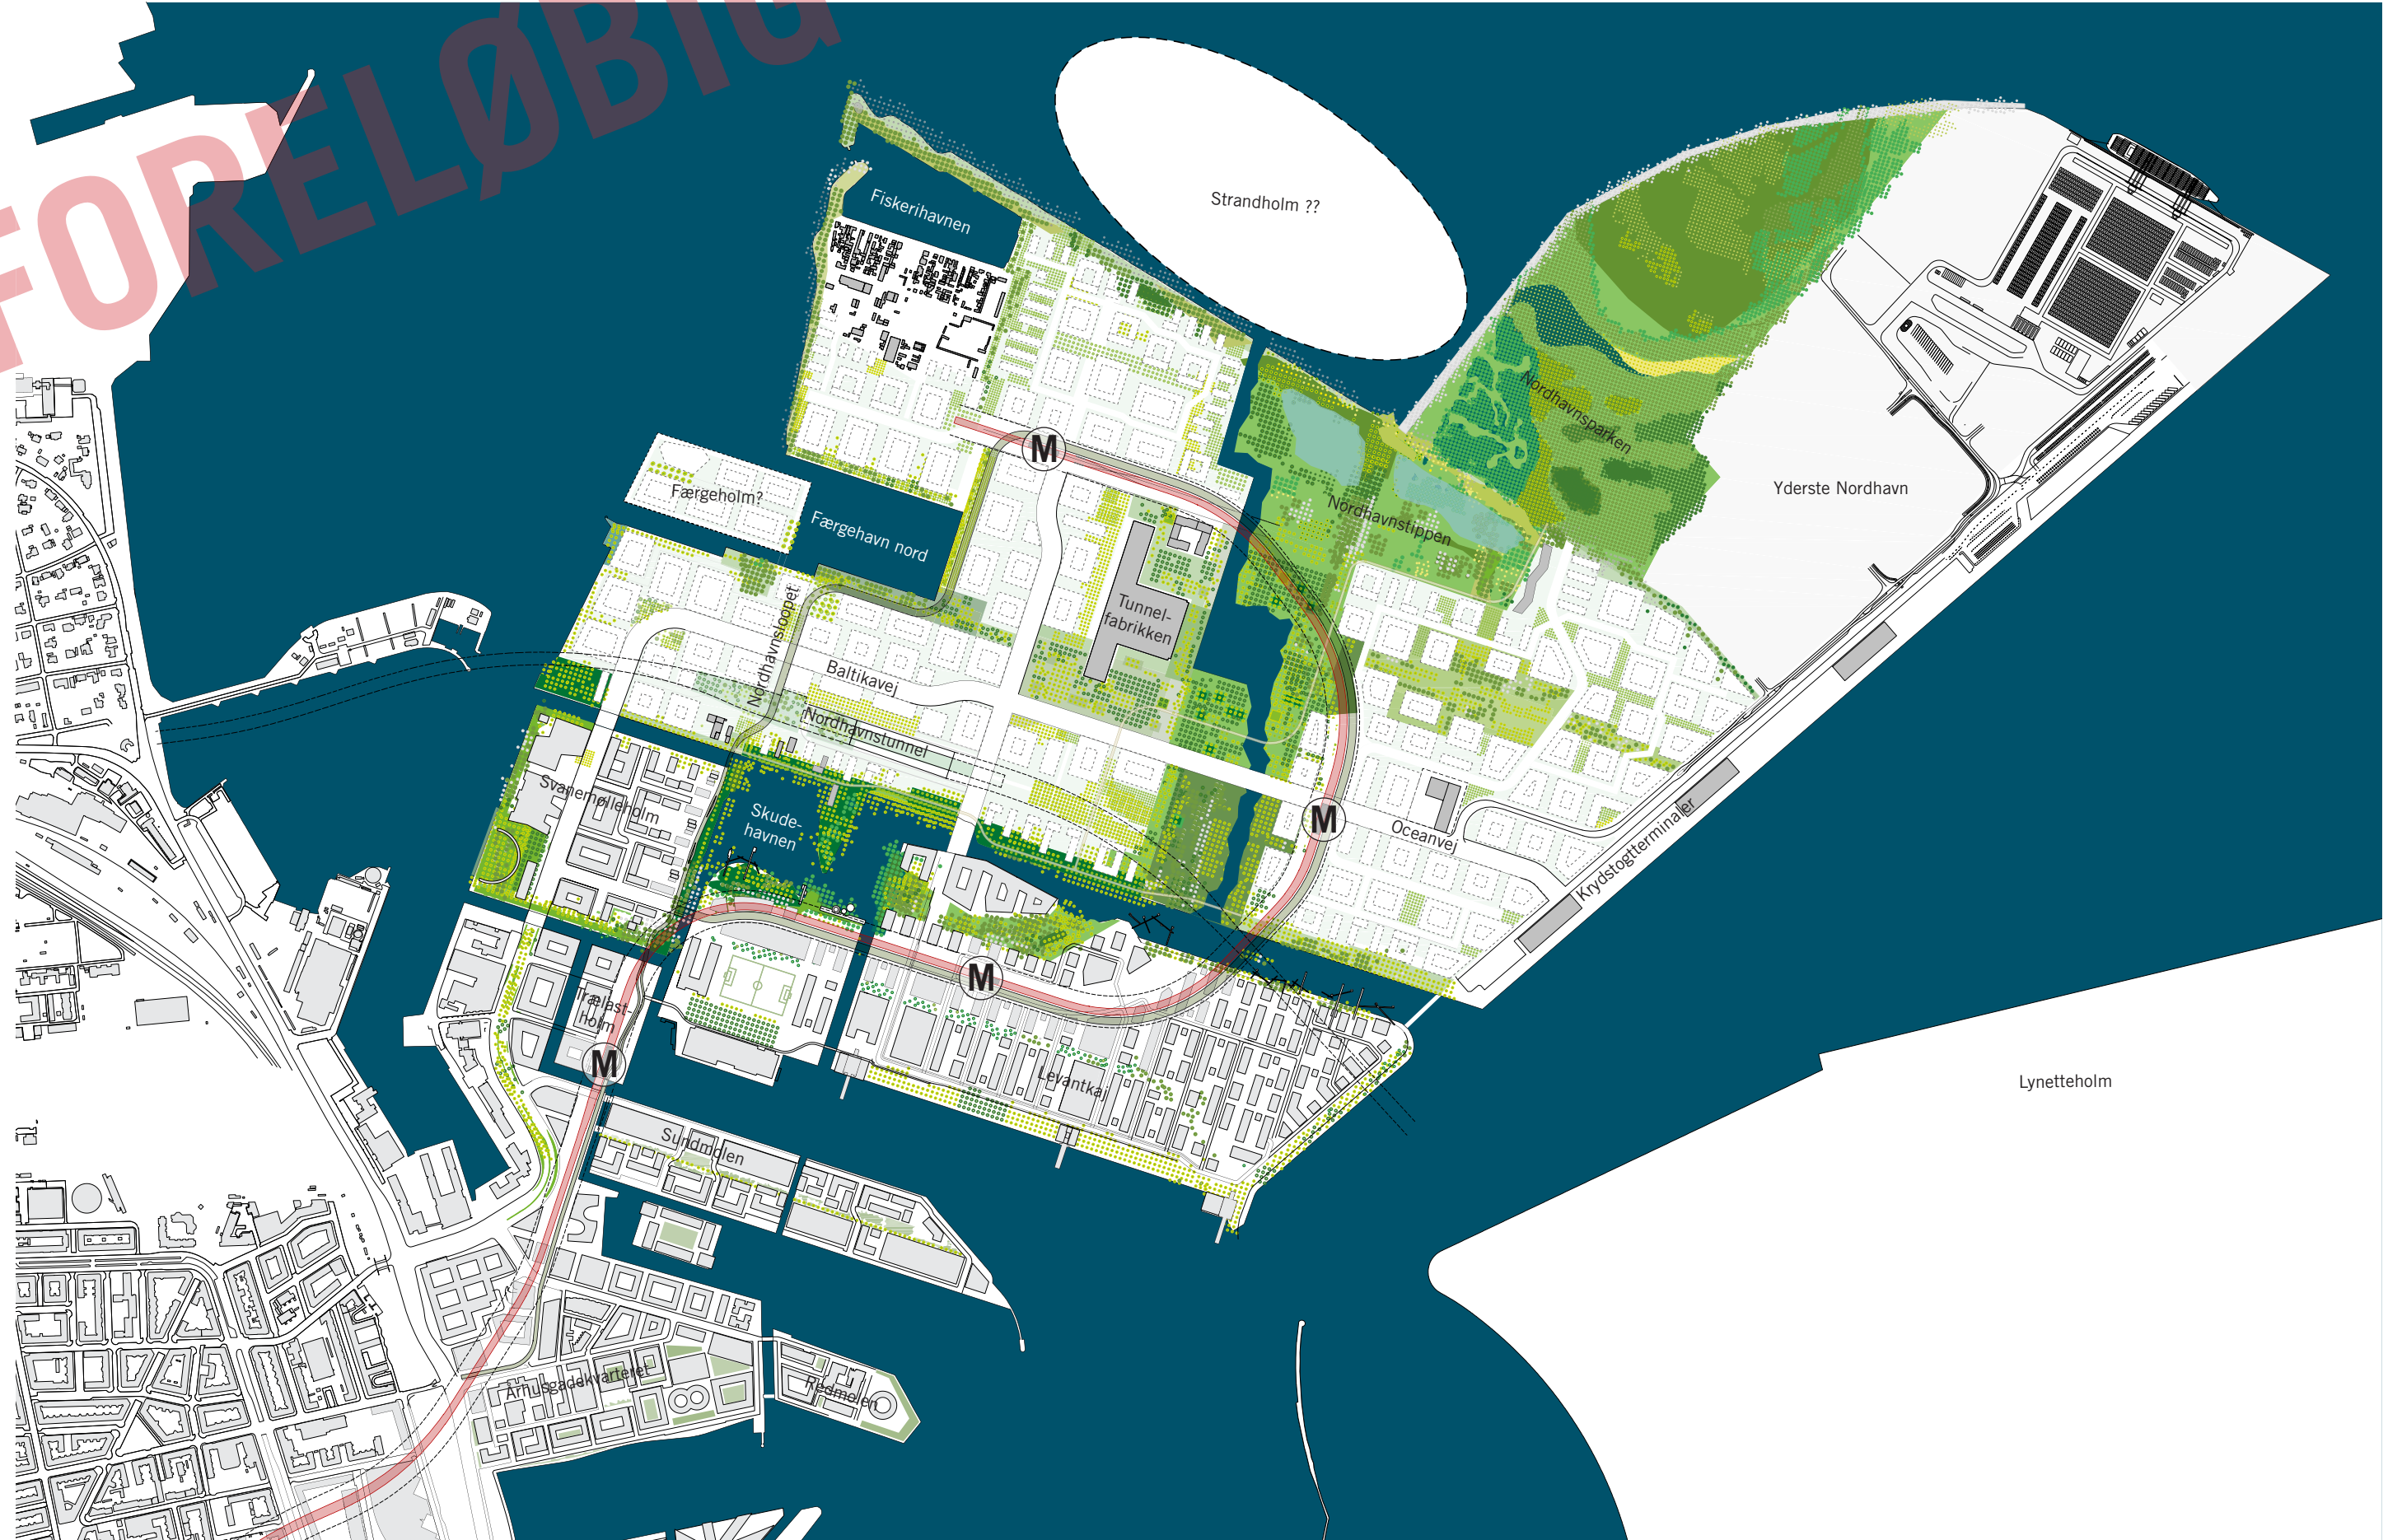 FORELØBIG
Fiskerihavnen
Strandholm ??
Nordhavnsparken
Yderste Nordhavn
M
Færgeholm?
Færgehavn nord
Nordhavnstippen
Tunnel-
fabrikken
Nordhavnsloopet
Baltikavej
Nordhavnstunnel
Svanemølleholm
Skude-
havnen
M
Oceanvej
Krydstogtterminaler
M
Trælast-
holm
M
Levantkaj
Lynetteholm
Sundmolen
Århusgadekvarteret
Redmolen